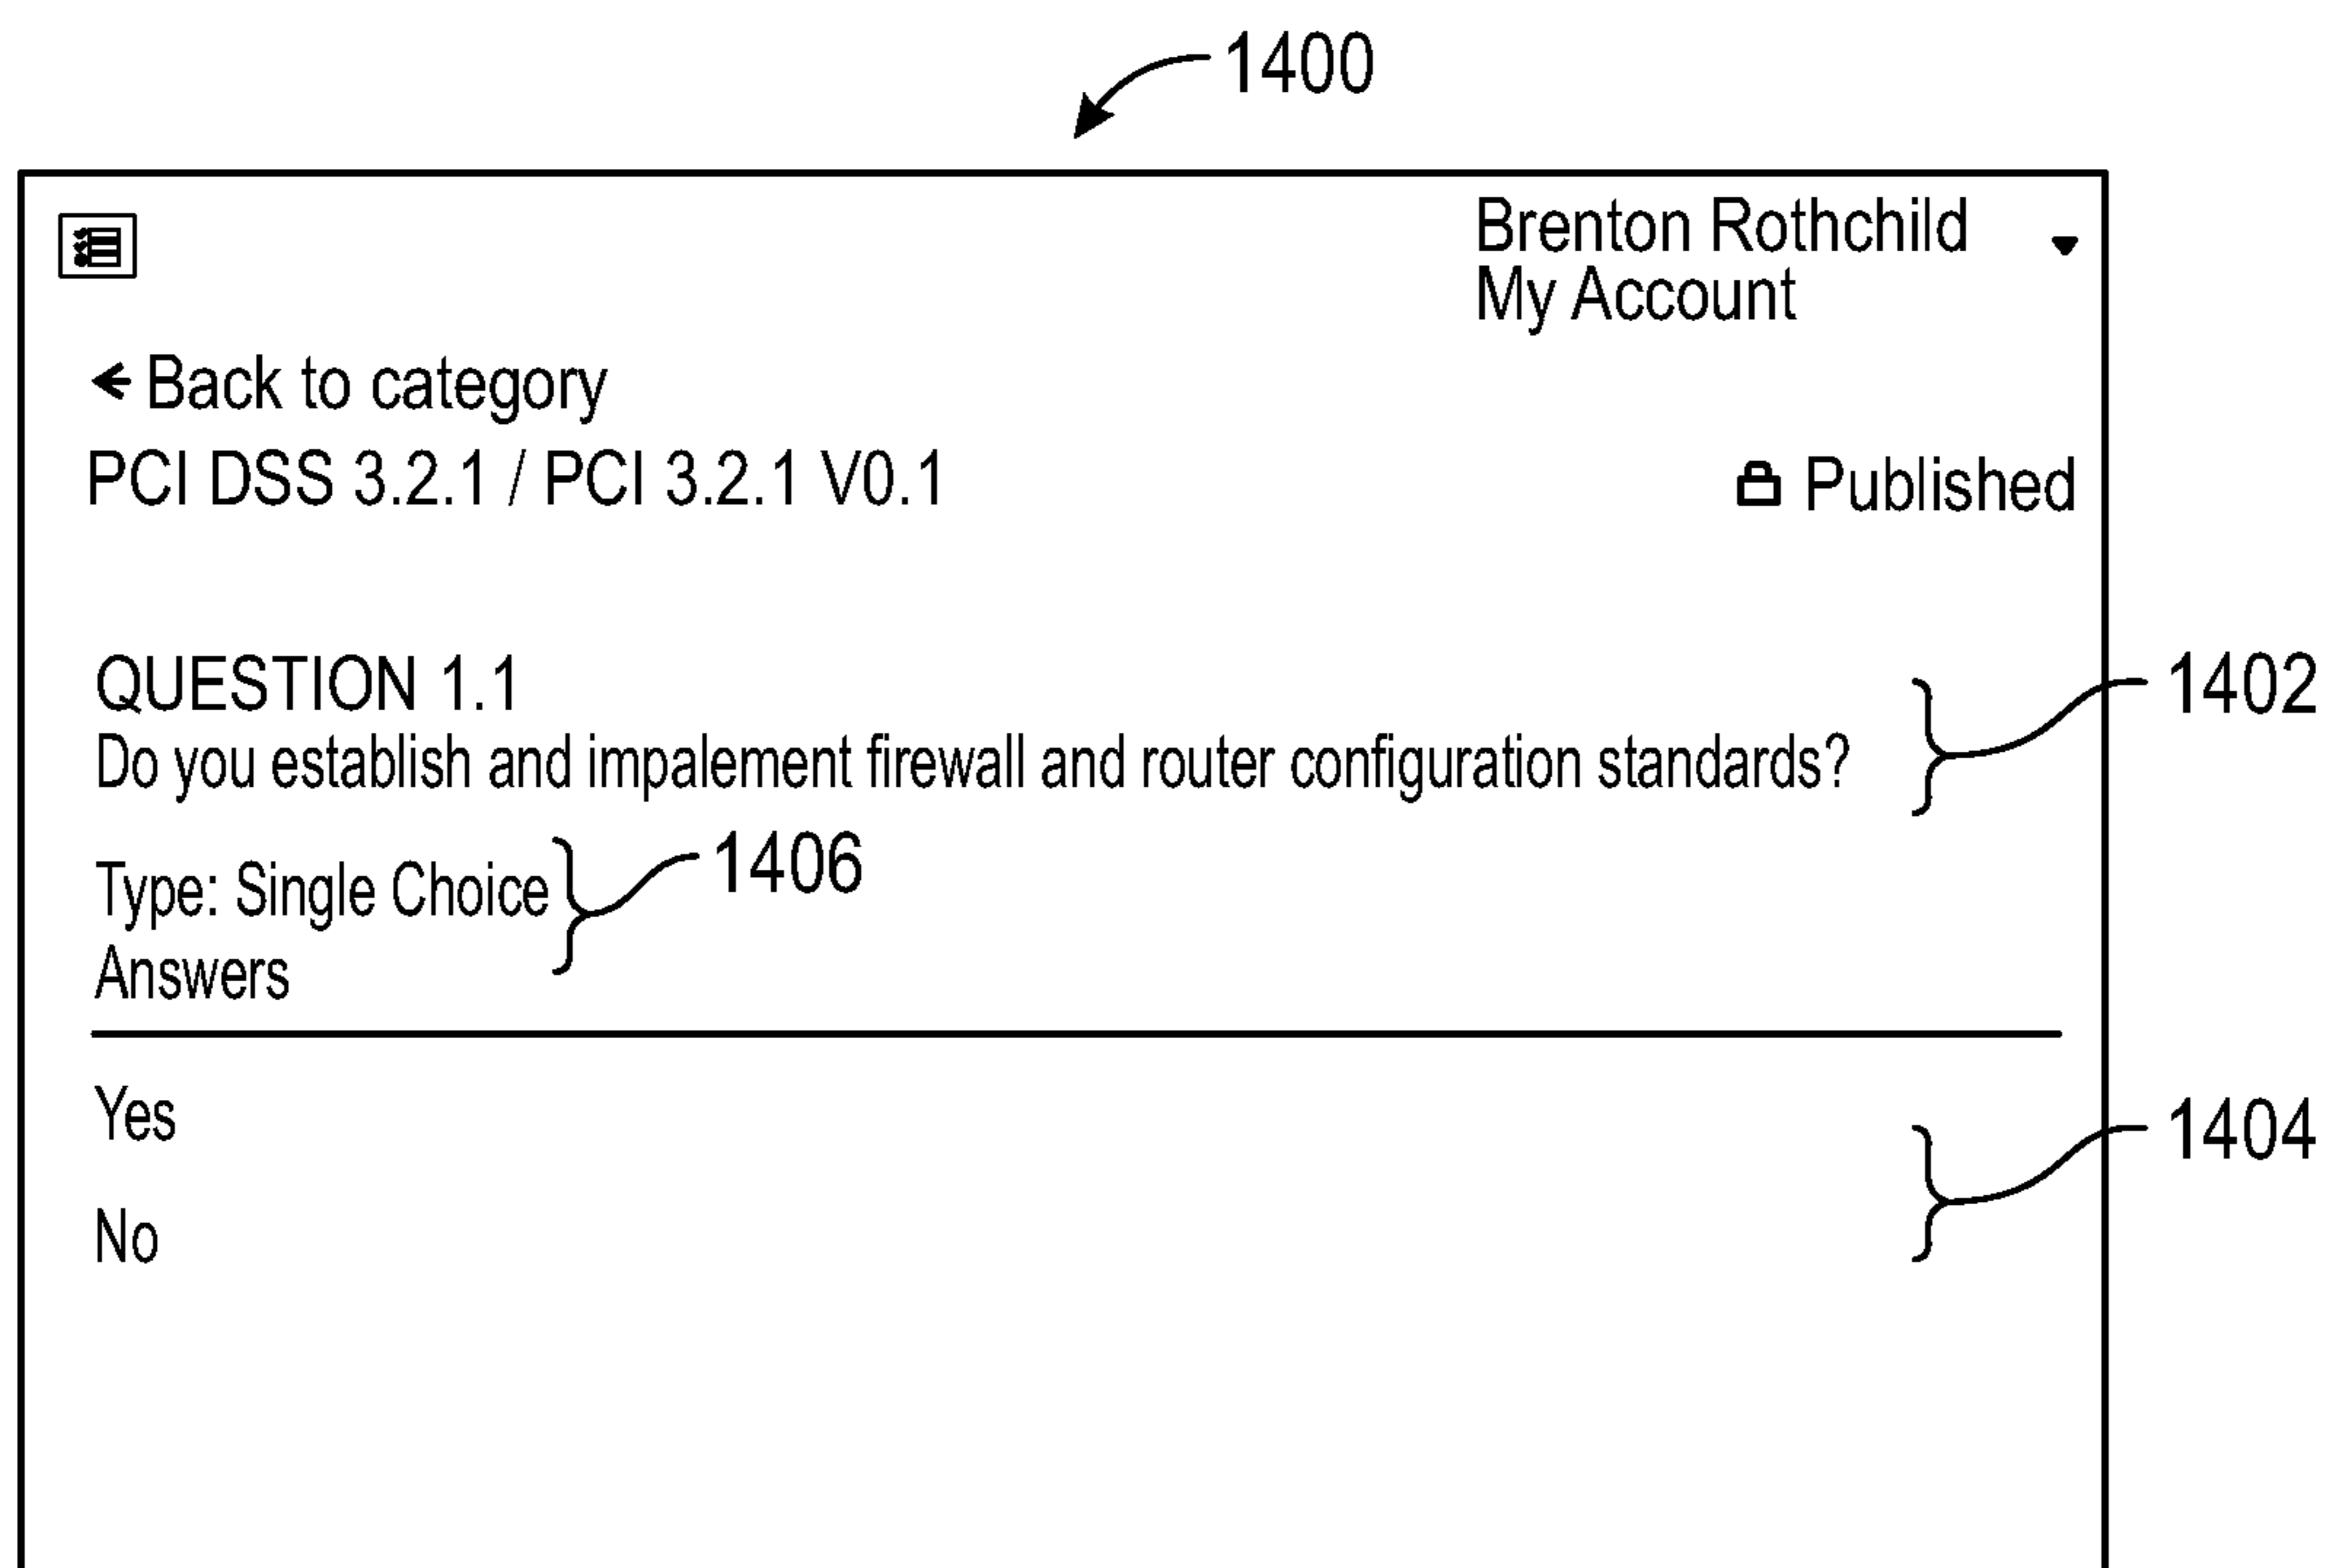 1400
Brenton Rothchild
My Account
Back to category
PCI DSS 3.2.1 / PCI 3.2.1 V0.1
Published
QUESTION 1.1
1402
Do you establish and impalement firewall and router configuration standards?
Type: Single Choice
1406
Answers
Yes
1404
No